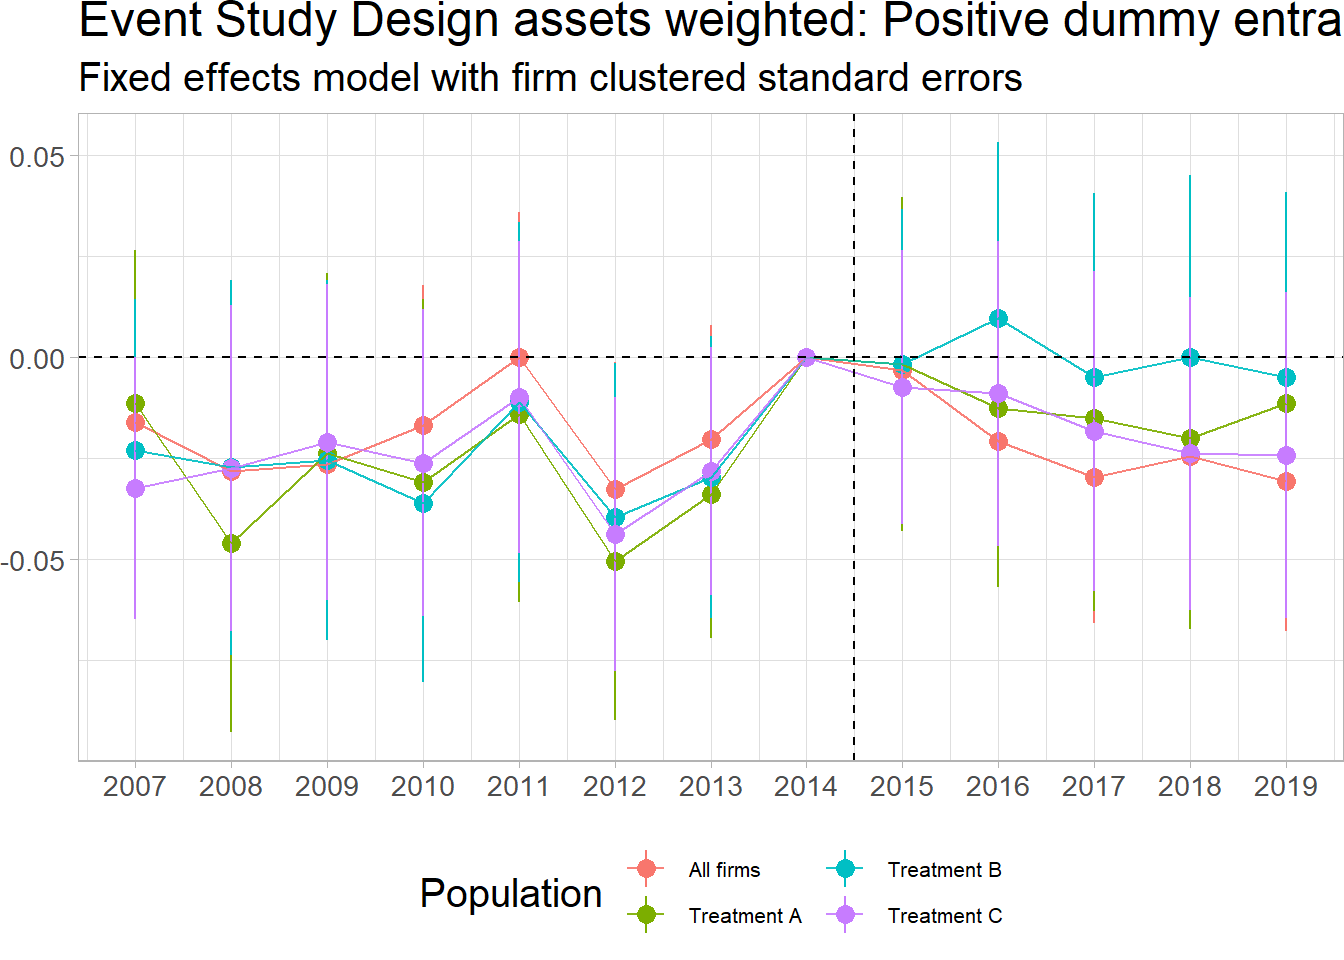 Event Study Design assets weighted: Positive dummy entra
Fixed effects model with firm clustered standard errors
0.05
0.00
-0.05
2007 2008 2009 2010 2011 2012 2013 2014 2015 2016 2017 2018 2019
Population
All firms
Treatment A
Treatment B
Treatment C